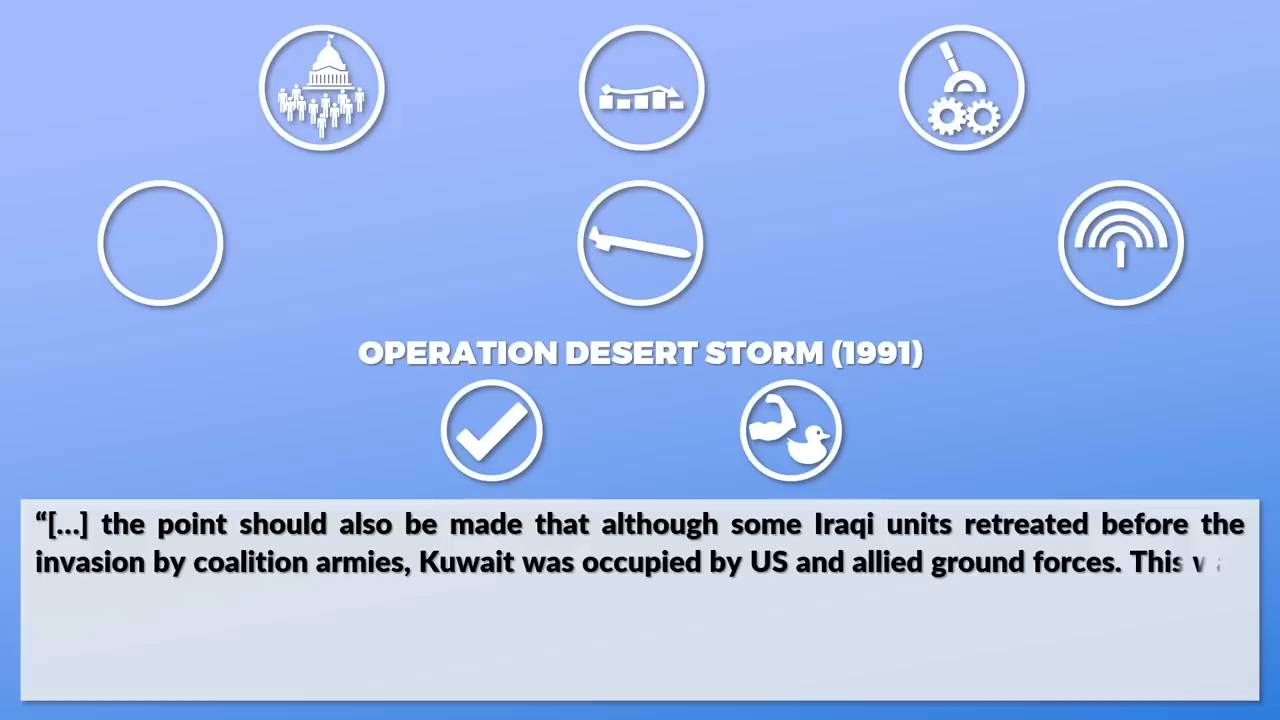 OPERATION DESERT STORM (1991)
“[...] the point should also be made that although some Iraqi units retreated before the
invasion by coalition armies, Kuwait was occupied by US and allied ground forces. This